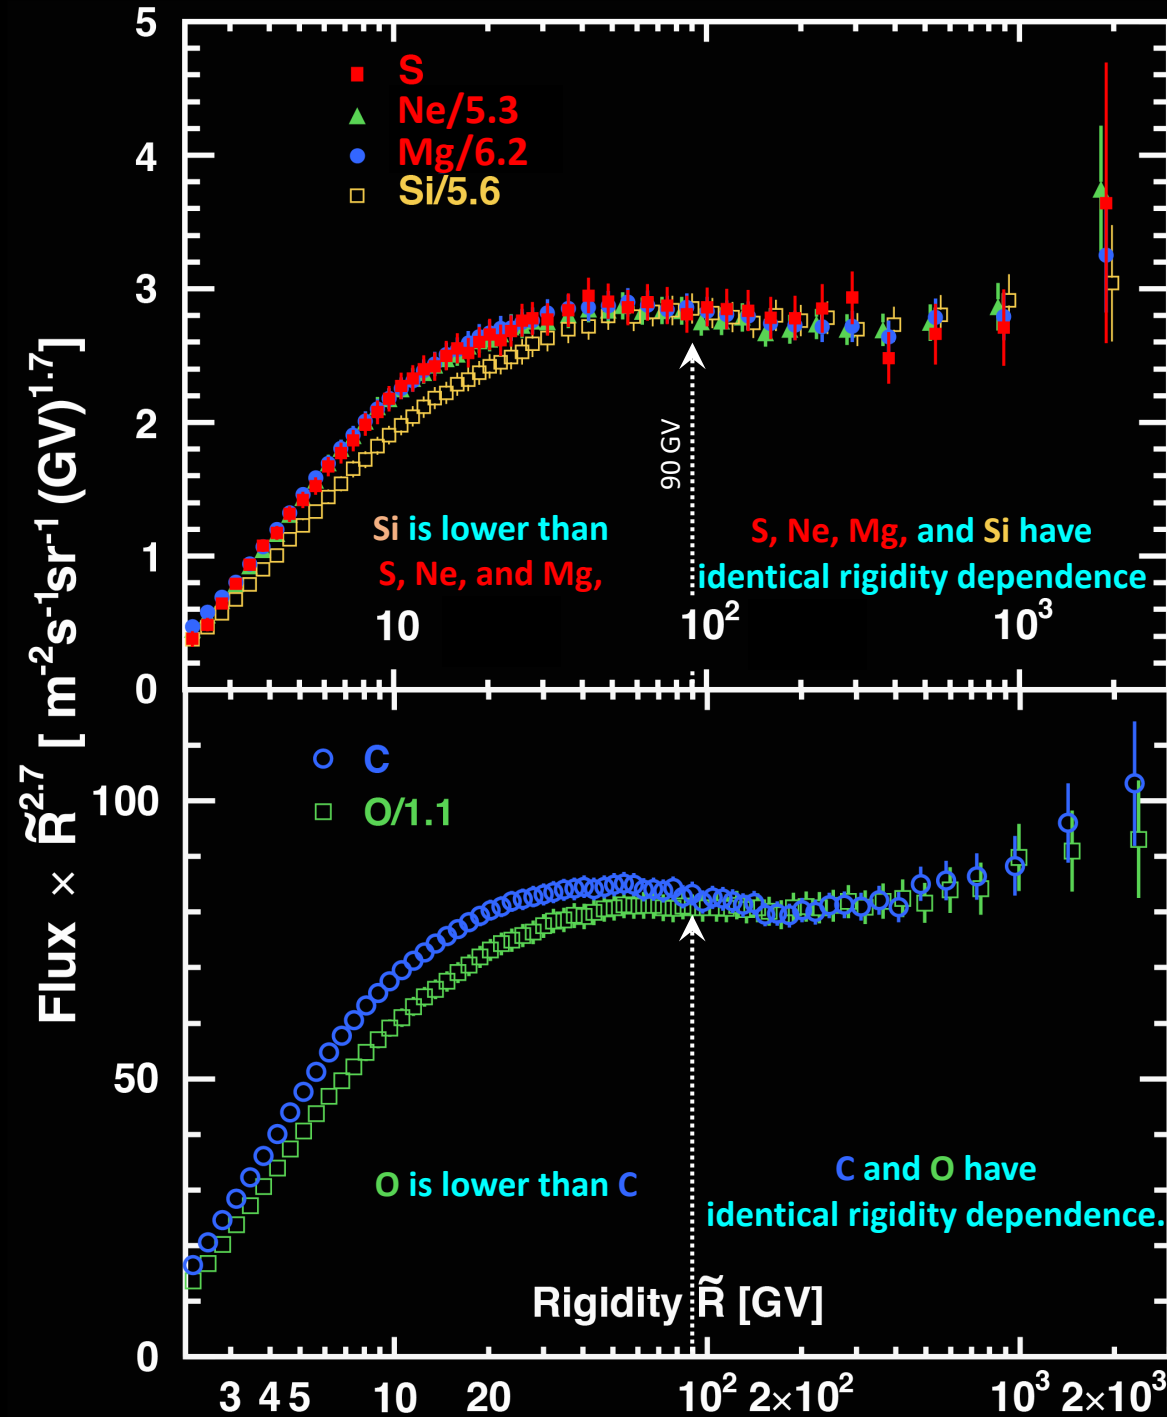 5
4
3
2
1
0
S
Ne/5.3
Mg/6.2
Si/5.6
90 GV
Si is lower than
S, Ne, and Mg,
S, Ne, Mg, and Si have
identical rigidity dependence
10 10² 10³
Flux × R̃²·⁷ [ m⁻²s⁻¹sr⁻¹ (GV)¹·⁷]
100
50
0
C
O/1.1
O is lower than C
C and O have
identical rigidity dependence.
Rigidity R̃ [GV]
3 4 5 10 20 10² 2×10² 10³ 2×10³